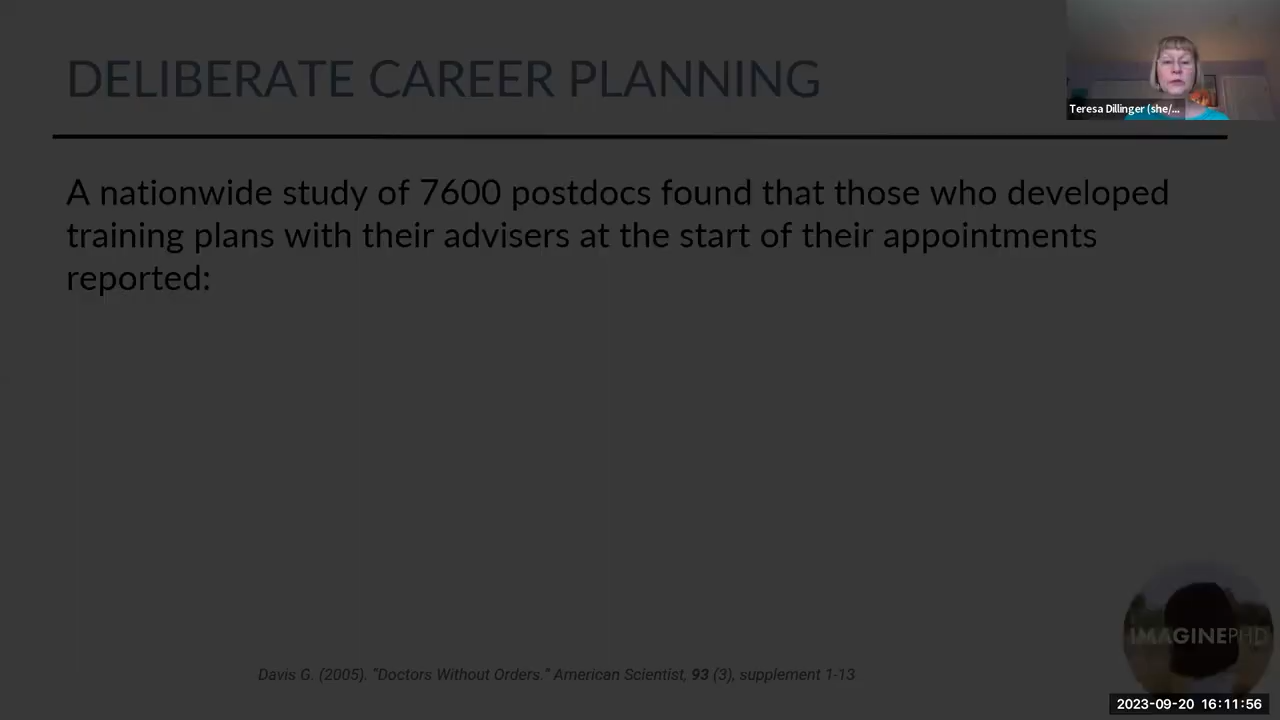 DELIBERATE CAREER PLANNING
Teresa Dillinger (she/...
A nationwide study of 7600 postdocs found that those who developed
training plans with their advisers at the start of their appointments
reported:
IMAGINEPHD
Davis G. (2005). "Doctors Without Orders." American Scientist, 93 (3), supplement 1-13
2023-09-20 16:11:56